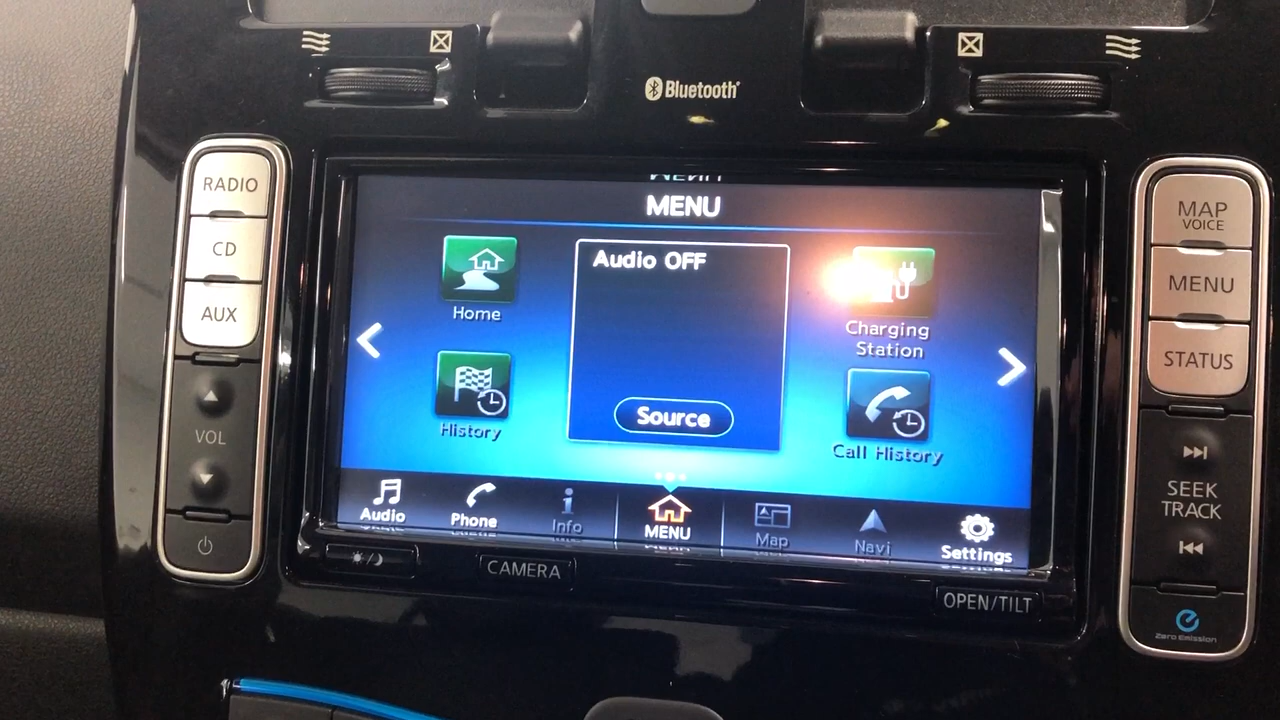 Bluetooth
RADIO
CD
AUX
VOL
MENU
Home
History
Audio OFF
Source
Charging
Station
Call History
Audio
Phone
Info
MENU
Map
Navi
Settings
CAMERA
OPEN/TILT
MAP
VOICE
MENU
STATUS
SEEK
TRACK
Zero Emission